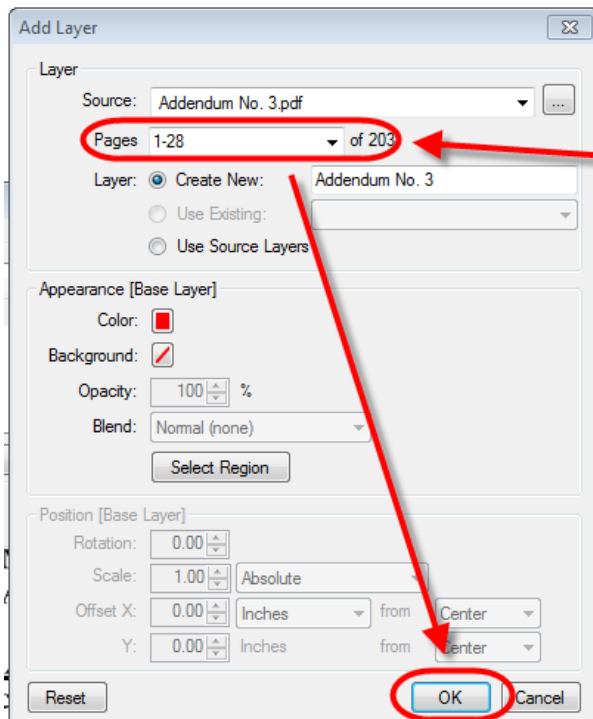 Add Layer
Layer
Source: Addendum No. 3.pdf ...
Pages 1-28 of 203
Layer: Create New: Addendum No. 3
Use Existing:
Use Source Layers
Appearance [Base Layer]
Color:
Background:
Opacity: 100 %
Blend: Normal (none)
Select Region
Position [Base Layer]
Rotation: 0.00
Scale: 1.00 Absolute
Offset X: 0.00 Inches from Center
Y: 0.00 Inches from Center
Reset OK Cancel